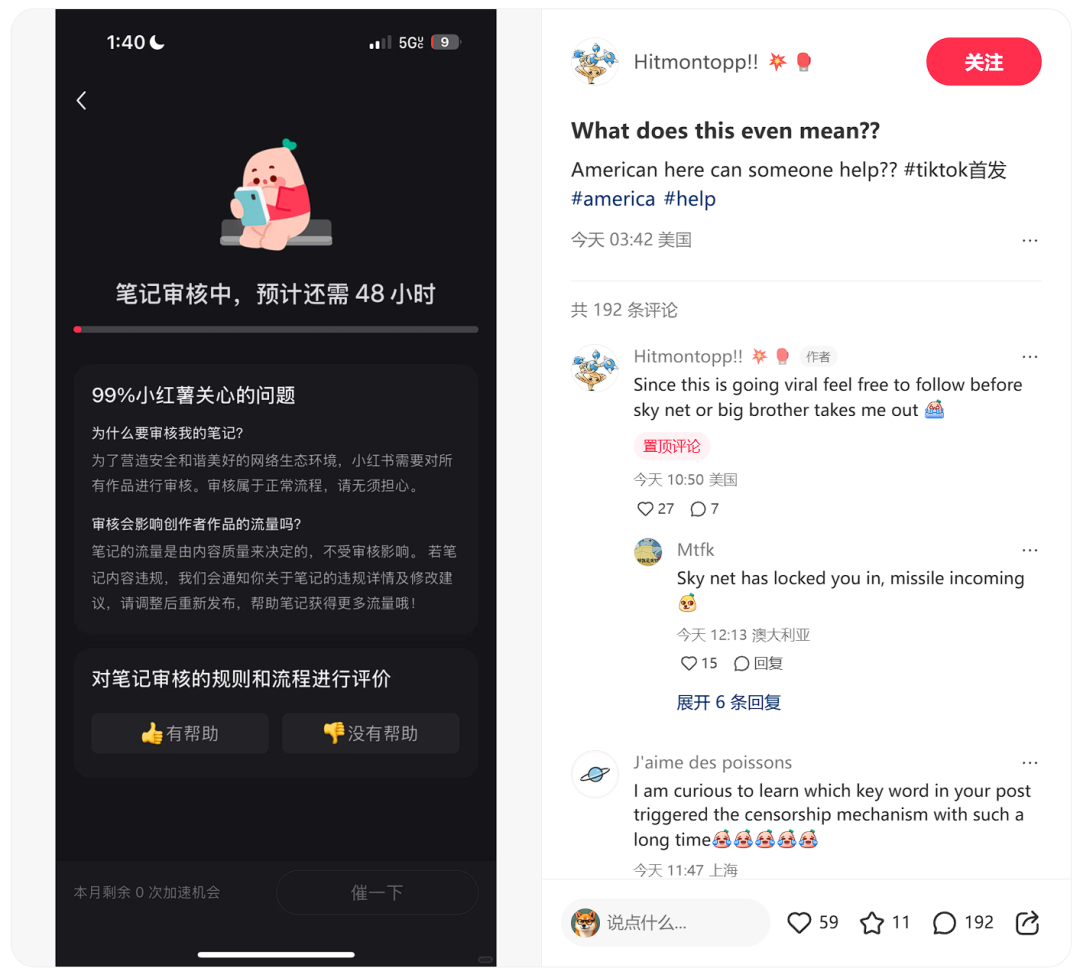 1:40
5G 9
笔记审核中，预计还需 48 小时
99%小红薯关心的问题
为什么要审核我的笔记?
为了营造安全和谐美好的网络生态环境，小红书需要对所
有作品进行审核。审核属于正常流程，请无须担心。
审核会影响创作者作品的流量吗?
笔记的流量是由内容质量来决定的，不受审核影响。 若笔
记内容违规，我们会通知你关于笔记的违规详情及修改建
议，请调整后重新发布，帮助笔记获得更多流量哦!
对笔记审核的规则和流程进行评价
👍有帮助
👎没有帮助
本月剩余 0 次加速机会
催一下
Hitmontopp!! 💥 🥊
关注
What does this even mean??
American here can someone help?? #tiktok首发
#america #help
今天 03:42 美国
共 192 条评论
Hitmontopp!! 💥 🥊 作者
Since this is going viral feel free to follow before
sky net or big brother takes me out
置顶评论
今天 10:50 美国
27 7
Mtfk
Sky net has locked you in, missile incoming
今天 12:13 澳大利亚
15 回复
展开 6 条回复
J'aime des poissons
I am curious to learn which key word in your post
triggered the censorship mechanism with such a
long time
今天 11:47 上海
说点什么...
59 11 192